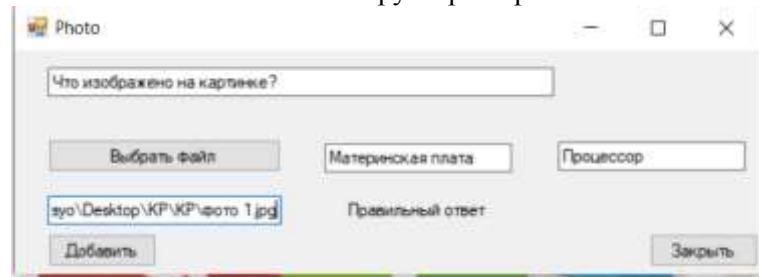 Photo
Что изображено на картинке?
Выбрать файл
Материнская плата
Процессор
syo\Desktop\KP\KP\фото 1.jpg
Правильный ответ
Добавить
Закрыть